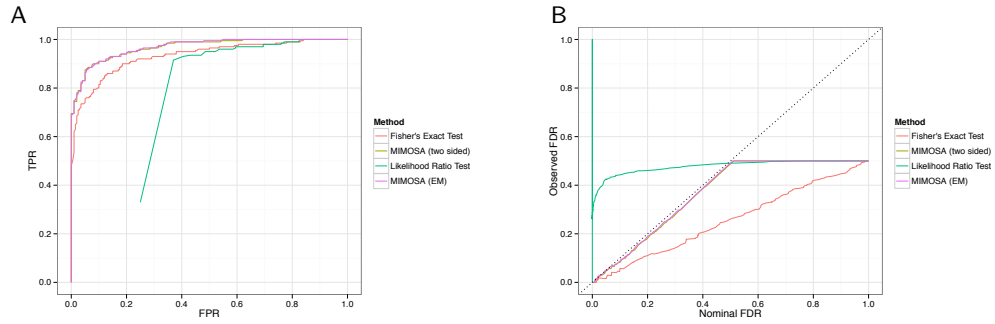 A
1.0
0.8
0.6
0.4
0.2
0.0
TPR
0.0 0.2 0.4 0.6 0.8 1.0
FPR
Method
Fisher's Exact Test
MIMOSA (two sided)
Likelihood Ratio Test
MIMOSA (EM)
B
1.0
0.8
0.6
0.4
0.2
0.0
Observed FDR
0.0 0.2 0.4 0.6 0.8 1.0
Nominal FDR
Method
Fisher's Exact Test
MIMOSA (two sided)
Likelihood Ratio Test
MIMOSA (EM)